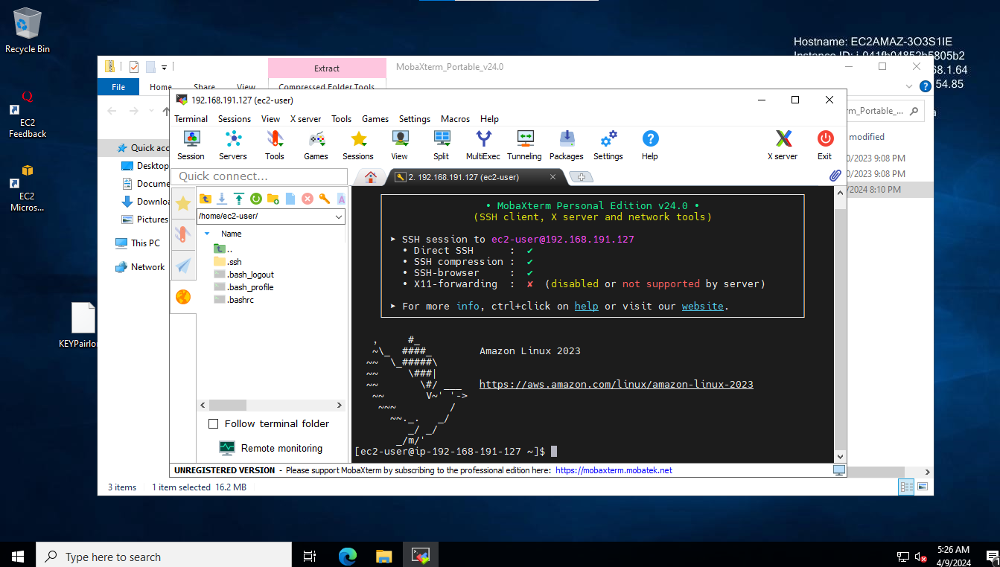 Recycle Bin
EC2
Feedback
EC2
Micros...
KEYPairlo
Hostname: EC2AMAZ-3O3S1IE
Instance ID: i-041fb04852b5805b2
68.1.64
54.85
Extract
MobaXterm_Portable_v24.0
File
Home
Share
View
Compressed Folder Tools
rm_Portable_...
modified
0/2023 9:08 PM
0/2023 9:08 PM
/2024 8:10 PM
Quick acc
Desktop
Docume
Downloa
Pictures
This PC
Network
192.168.191.127 (ec2-user)
Terminal Sessions View X server Tools Games Settings Macros Help
Session Servers Tools Games Sessions View Split MultiExec Tunneling Packages Settings Help X server Exit
Quick connect...
2. 192.168.191.127 (ec2-user)
/home/ec2-user/
Name
..
.ssh
.bash_logout
.bash_profile
.bashrc
Follow terminal folder
Remote monitoring
• MobaXterm Personal Edition v24.0 •
(SSH client, X server and network tools)
➤ SSH session to ec2-user@192.168.191.127
• Direct SSH : ✔
• SSH compression : ✔
• SSH-browser : ✔
• X11-forwarding : ✘ (disabled or not supported by server)
➤ For more info, ctrl+click on help or visit our website.
, #_
~\_ ####_ Amazon Linux 2023
~~ \_#####\
~~ \###|
~~ \#/ ___ https://aws.amazon.com/linux/amazon-linux-2023
~~ V~' '->
~~~ /
~~._. _/
_/ _/
_/m/'
[ec2-user@ip-192-168-191-127 ~]$
UNREGISTERED VERSION - Please support MobaXterm by subscribing to the professional edition here: https://mobaxterm.mobatek.net
3 items 1 item selected 16.2 MB
Type here to search
5:26 AM
4/9/2024